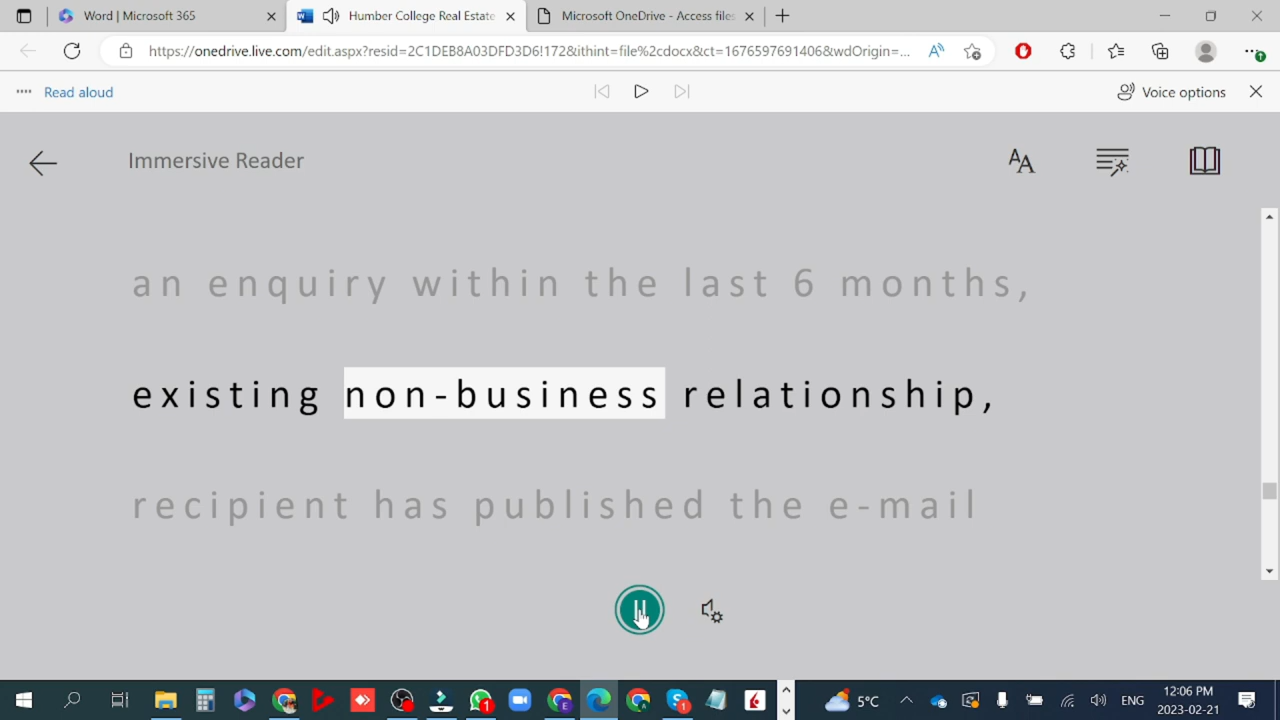 Word | Microsoft 365
Humber College Real Estate
Microsoft OneDrive - Access files
https://onedrive.live.com/edit.aspx?resid=2C1DEB8A03DFD3D6!172&ithint=file%2cdocx&ct=1676597691406&wdOrigin=...
Read aloud
Voice options
Immersive Reader
an enquiry within the last 6 months,
existing non-business relationship,
recipient has published the e-mail
5°C
ENG
12:06 PM
2023-02-21